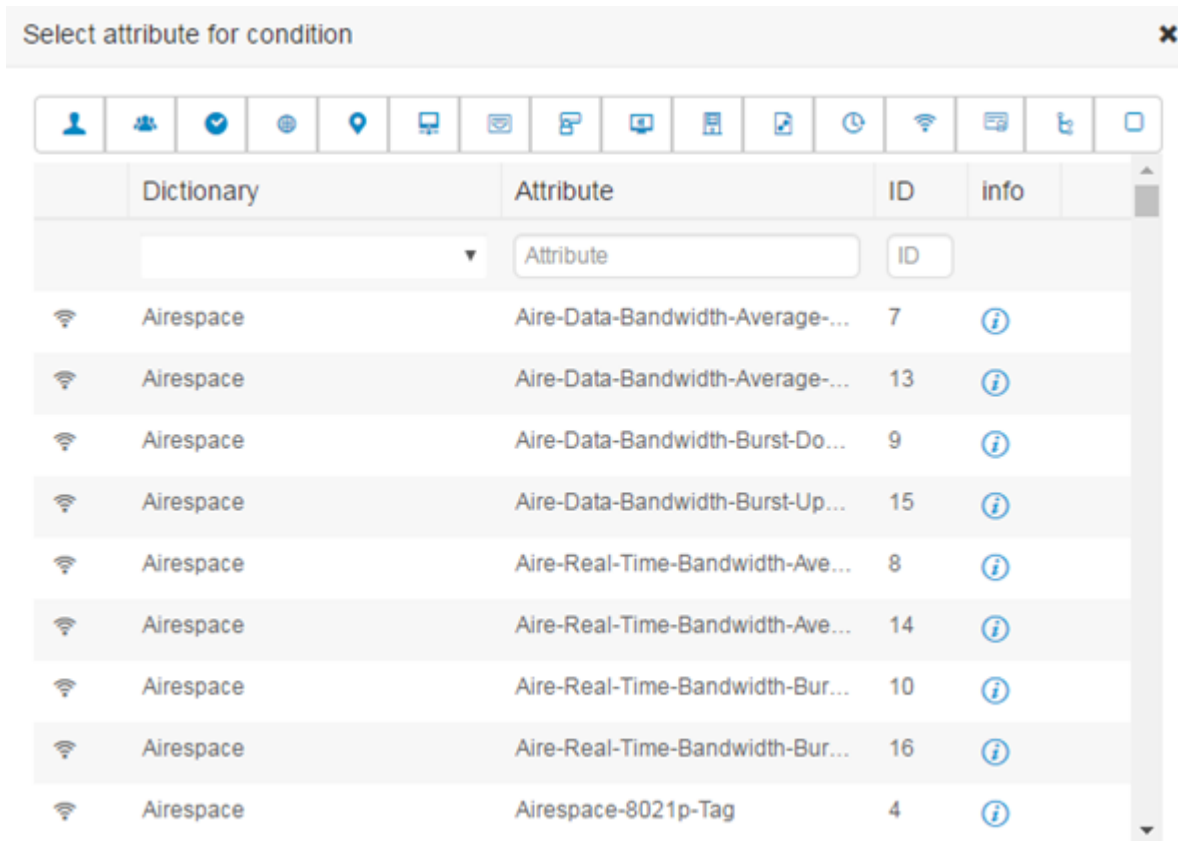 Select attribute for condition
Dictionary Attribute ID info
Attribute ID
Airespace Aire-Data-Bandwidth-Average-... 7
Airespace Aire-Data-Bandwidth-Average-... 13
Airespace Aire-Data-Bandwidth-Burst-Do... 9
Airespace Aire-Data-Bandwidth-Burst-Up... 15
Airespace Aire-Real-Time-Bandwidth-Ave... 8
Airespace Aire-Real-Time-Bandwidth-Ave... 14
Airespace Aire-Real-Time-Bandwidth-Bur... 10
Airespace Aire-Real-Time-Bandwidth-Bur... 16
Airespace Airespace-8021p-Tag 4